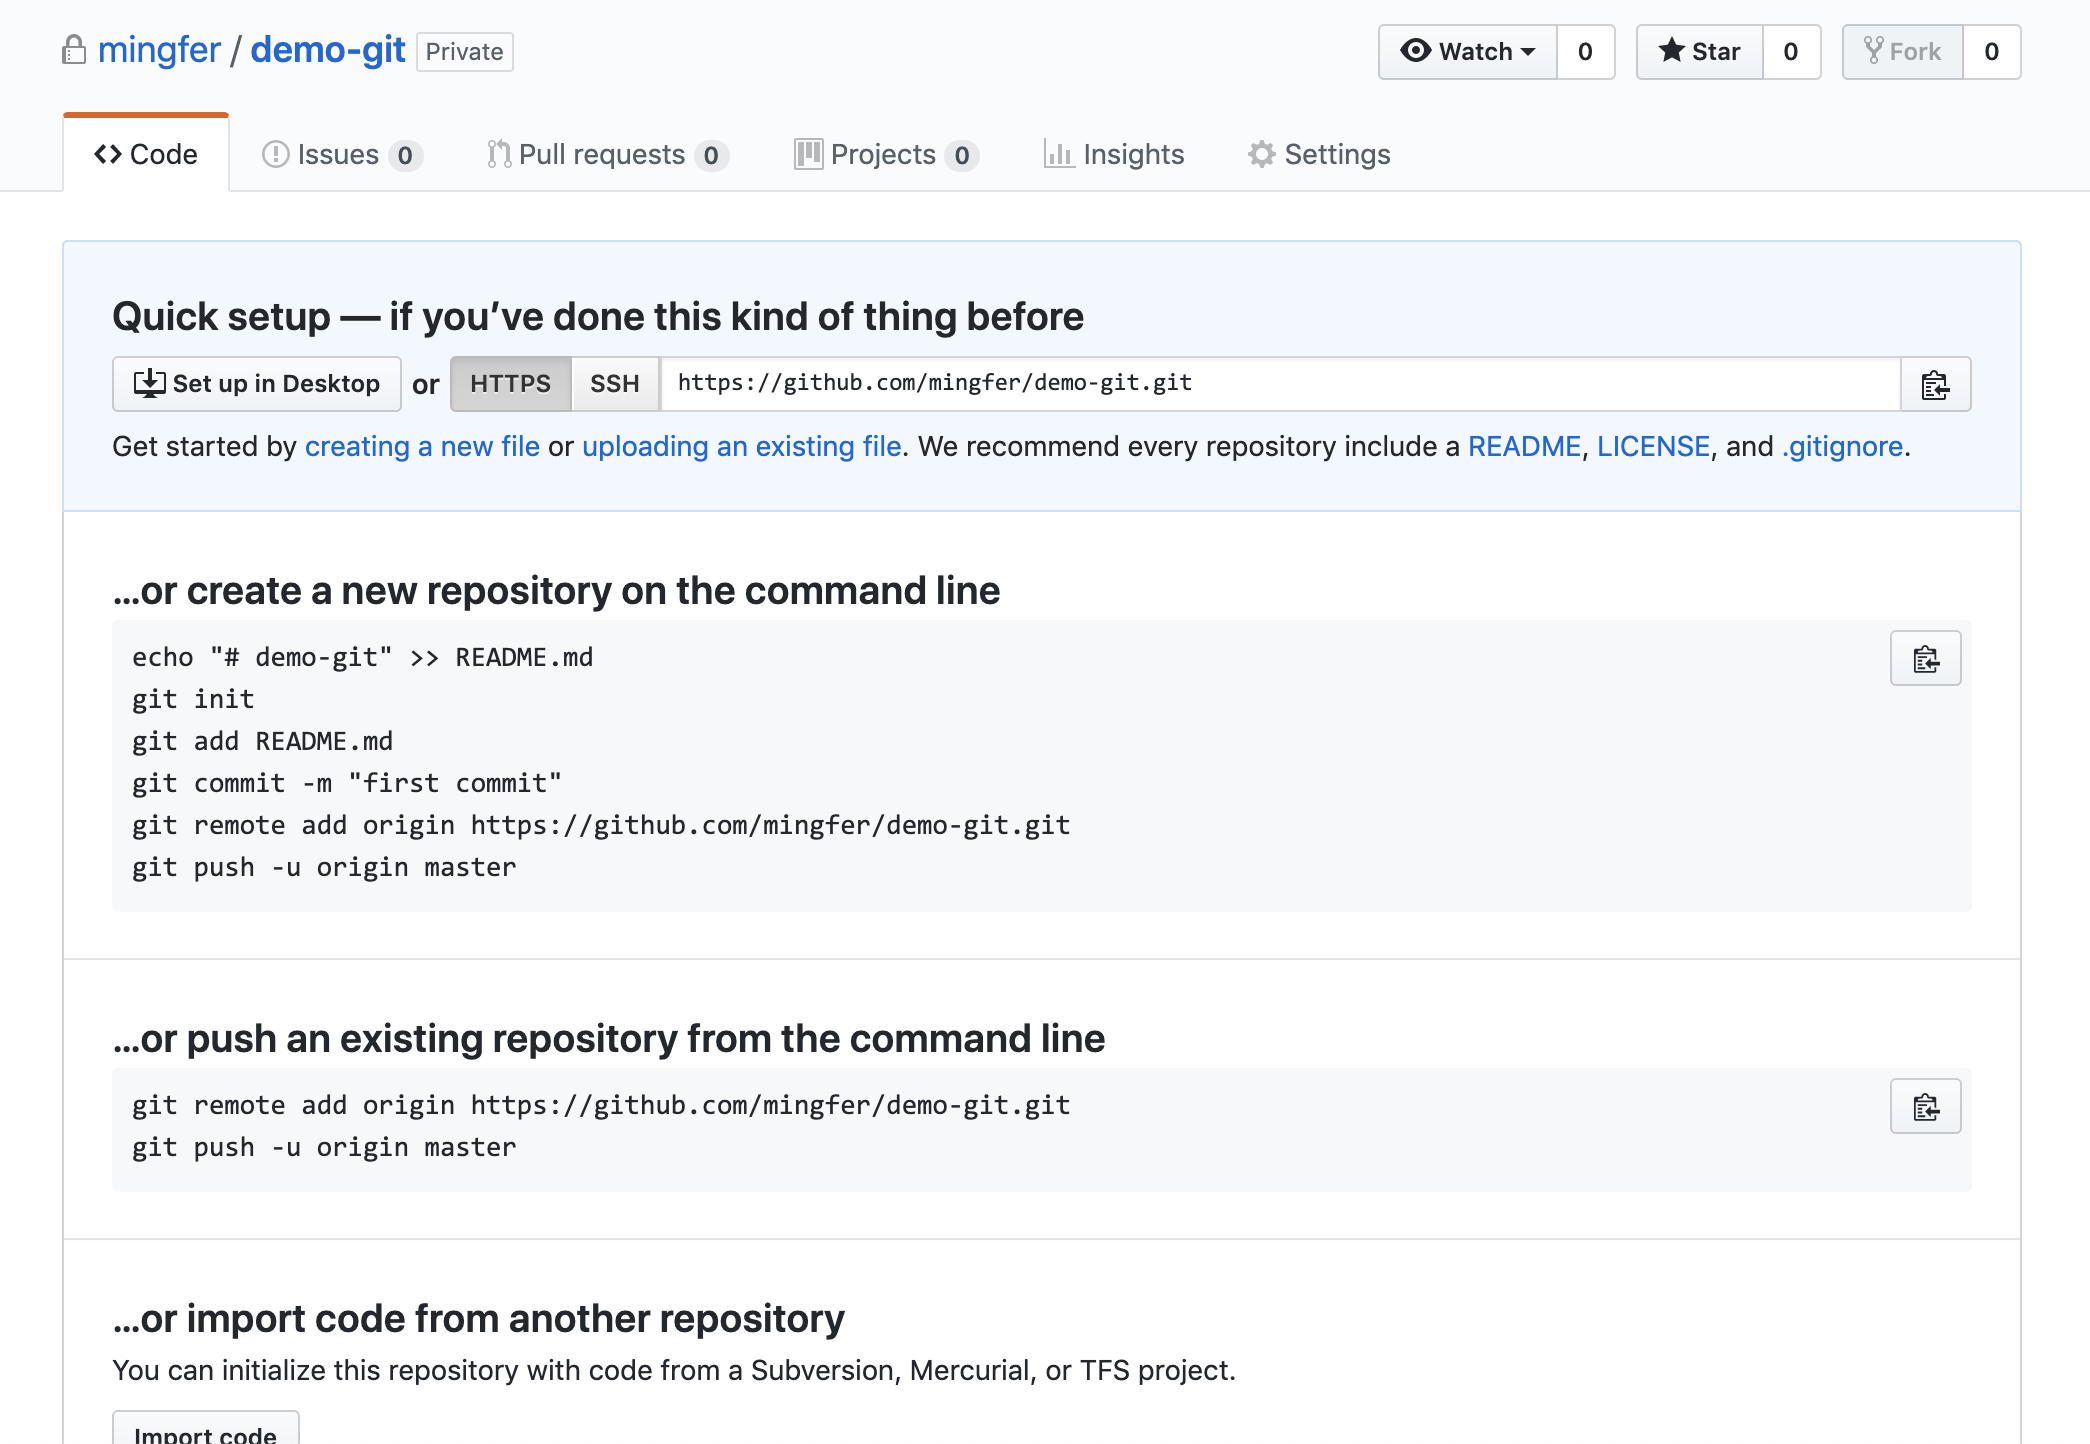 mingfer / demo-git Private
Watch 0 Star 0 Fork 0
Code Issues 0 Pull requests 0 Projects 0 Insights Settings
Quick setup — if you’ve done this kind of thing before
Set up in Desktop or HTTPS SSH https://github.com/mingfer/demo-git.git
Get started by creating a new file or uploading an existing file. We recommend every repository include a README, LICENSE, and .gitignore.
…or create a new repository on the command line
echo "# demo-git" >> README.md
git init
git add README.md
git commit -m "first commit"
git remote add origin https://github.com/mingfer/demo-git.git
git push -u origin master
…or push an existing repository from the command line
git remote add origin https://github.com/mingfer/demo-git.git
git push -u origin master
…or import code from another repository
You can initialize this repository with code from a Subversion, Mercurial, or TFS project.
Import code